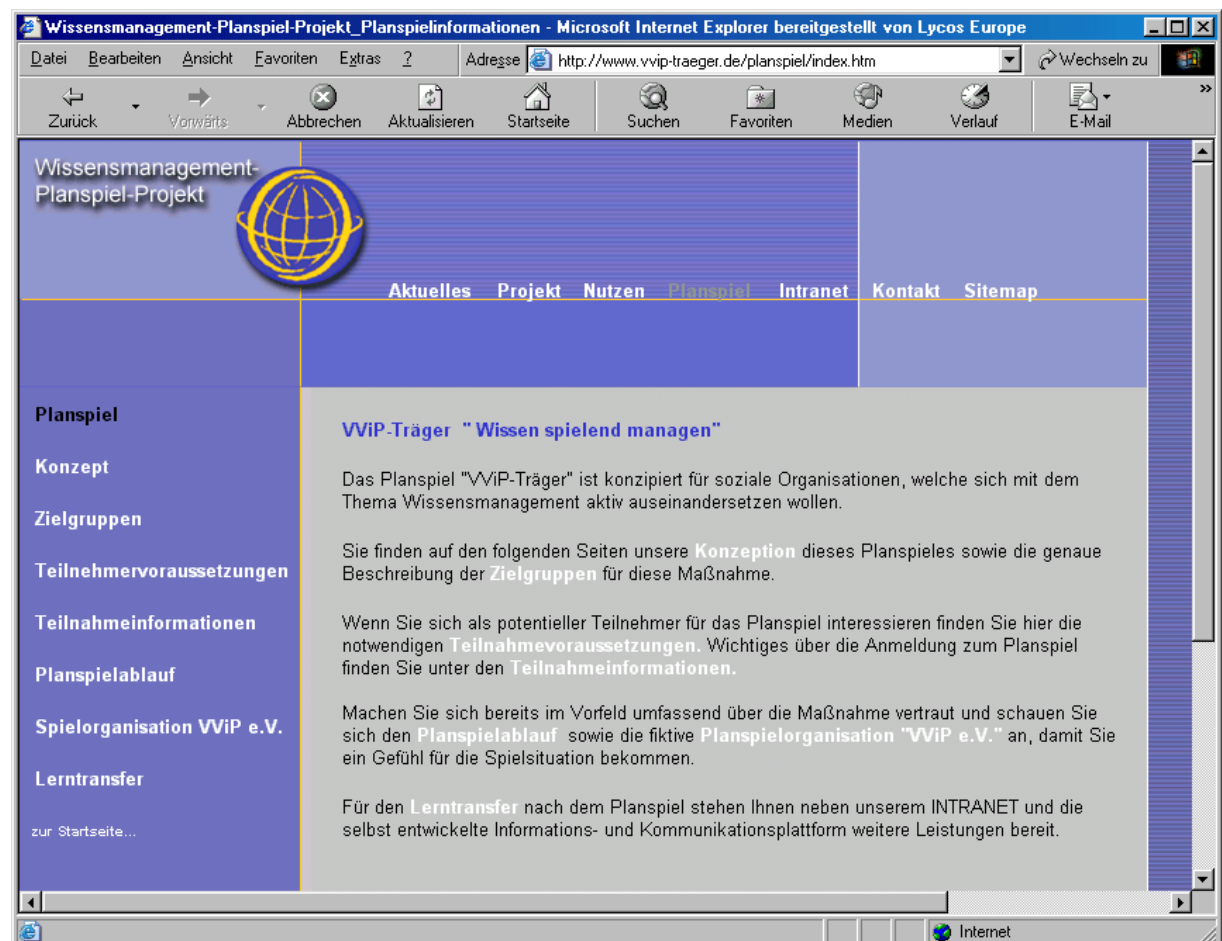 Wissensmanagement-Planspiel-Projekt_Planspielinformationen - Microsoft Internet Explorer bereitgestellt von Lycos Europe
Datei Bearbeiten Ansicht Favoriten Extras ? Adresse http://www.vvip-traeger.de/planspiel/index.htm Wechseln zu
Zurück Vorwärts Abbrechen Aktualisieren Startseite Suchen Favoriten Medien Verlauf E-Mail »
Wissensmanagement-
Planspiel-Projekt
Aktuelles Projekt Nutzen Planspiel Intranet Kontakt Sitemap
Planspiel
Konzept
Zielgruppen
Teilnehmervoraussetzungen
Teilnahmeinformationen
Planspielablauf
Spielorganisation VViP e.V.
Lerntransfer
zur Startseite...
VViP-Träger " Wissen spielend managen"
Das Planspiel "VViP-Träger" ist konzipiert für soziale Organisationen, welche sich mit dem
Thema Wissensmanagement aktiv auseinandersetzen wollen.
Sie finden auf den folgenden Seiten unsere Konzeption dieses Planspieles sowie die genaue
Beschreibung der Zielgruppen für diese Maßnahme.
Wenn Sie sich als potentieller Teilnehmer für das Planspiel interessieren finden Sie hier die
notwendigen Teilnahmevoraussetzungen. Wichtiges über die Anmeldung zum Planspiel
finden Sie unter den Teilnahmeinformationen.
Machen Sie sich bereits im Vorfeld umfassend über die Maßnahme vertraut und schauen Sie
sich den Planspielablauf sowie die fiktive Planspielorganisation "VViP e.V." an, damit Sie
ein Gefühl für die Spielsituation bekommen.
Für den Lerntransfer nach dem Planspiel stehen Ihnen neben unserem INTRANET und die
selbst entwickelte Informations- und Kommunikationsplattform weitere Leistungen bereit.
Internet